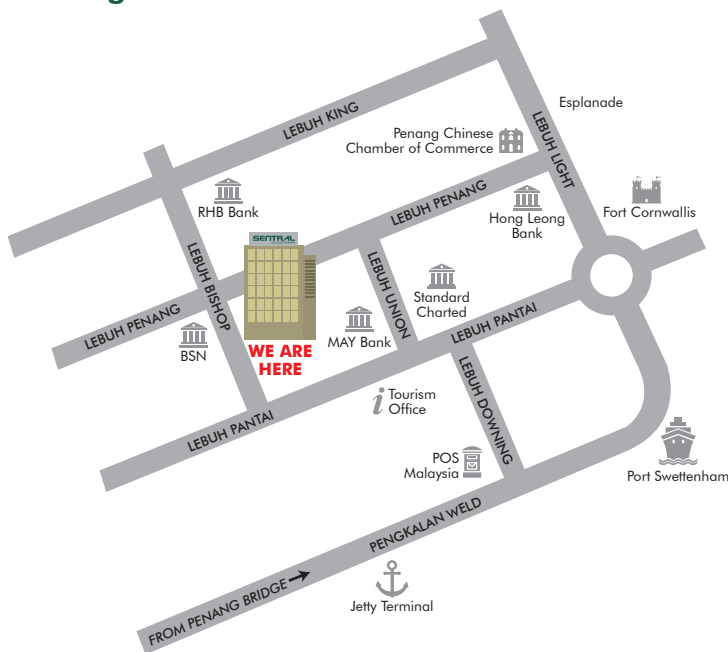 Esplanade
LEBUH KING
LEBUH LIGHT
Penang Chinese
Chamber of Commerce
RHB Bank
LEBUH PENANG
Hong Leong
Bank
Fort Cornwallis
SENTRAL
LEBUH BISHOP
LEBUH UNION
Standard
Charted
LEBUH PENANG
BSN
MAY Bank
LEBUH PANTAI
WE ARE
HERE
LEBUH DOWNING
Tourism
Office
LEBUH PANTAI
POS
Malaysia
Port Swettenham
PENGKALAN WELD
FROM PENANG BRIDGE
Jetty Terminal